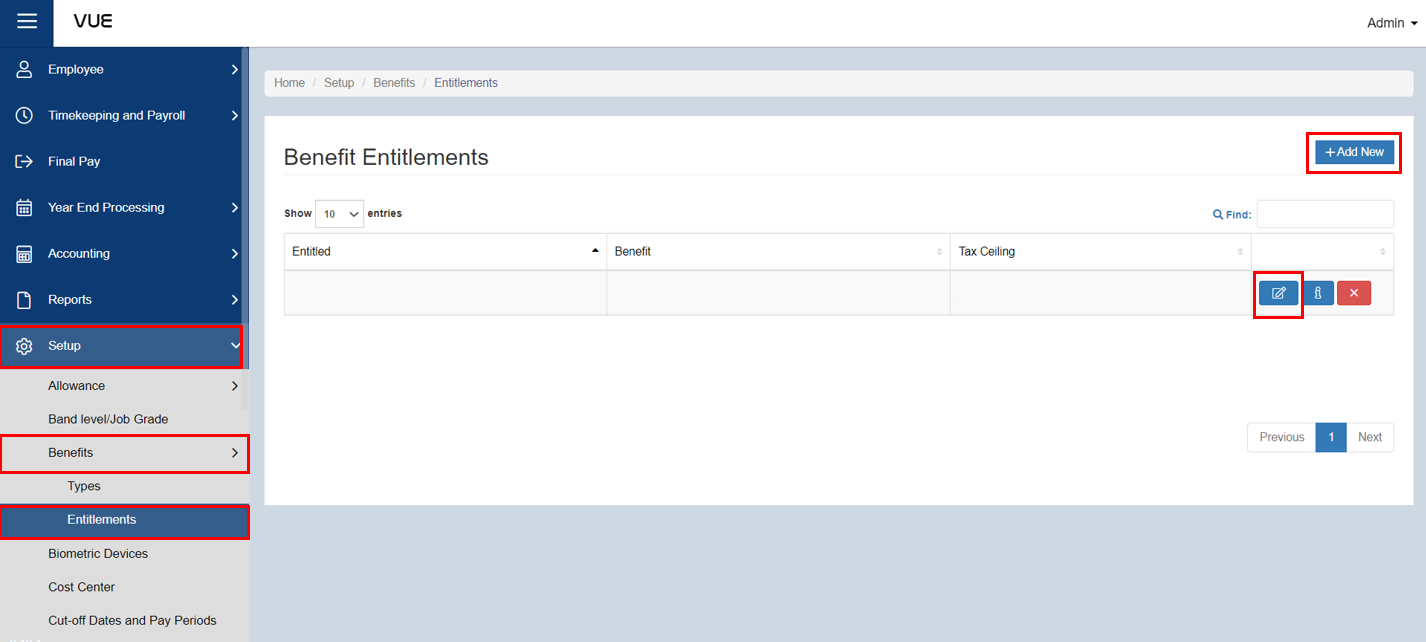 VUE
Admin
Employee
Timekeeping and Payroll
Final Pay
Year End Processing
Accounting
Reports
Setup
Allowance
Band level/Job Grade
Benefits
Types
Entitlements
Biometric Devices
Cost Center
Cut-off Dates and Pay Periods
Home / Setup / Benefits / Entitlements
Benefit Entitlements
+Add New
Show 10 entries
Find:
Entitled Benefit Tax Ceiling
Previous 1 Next